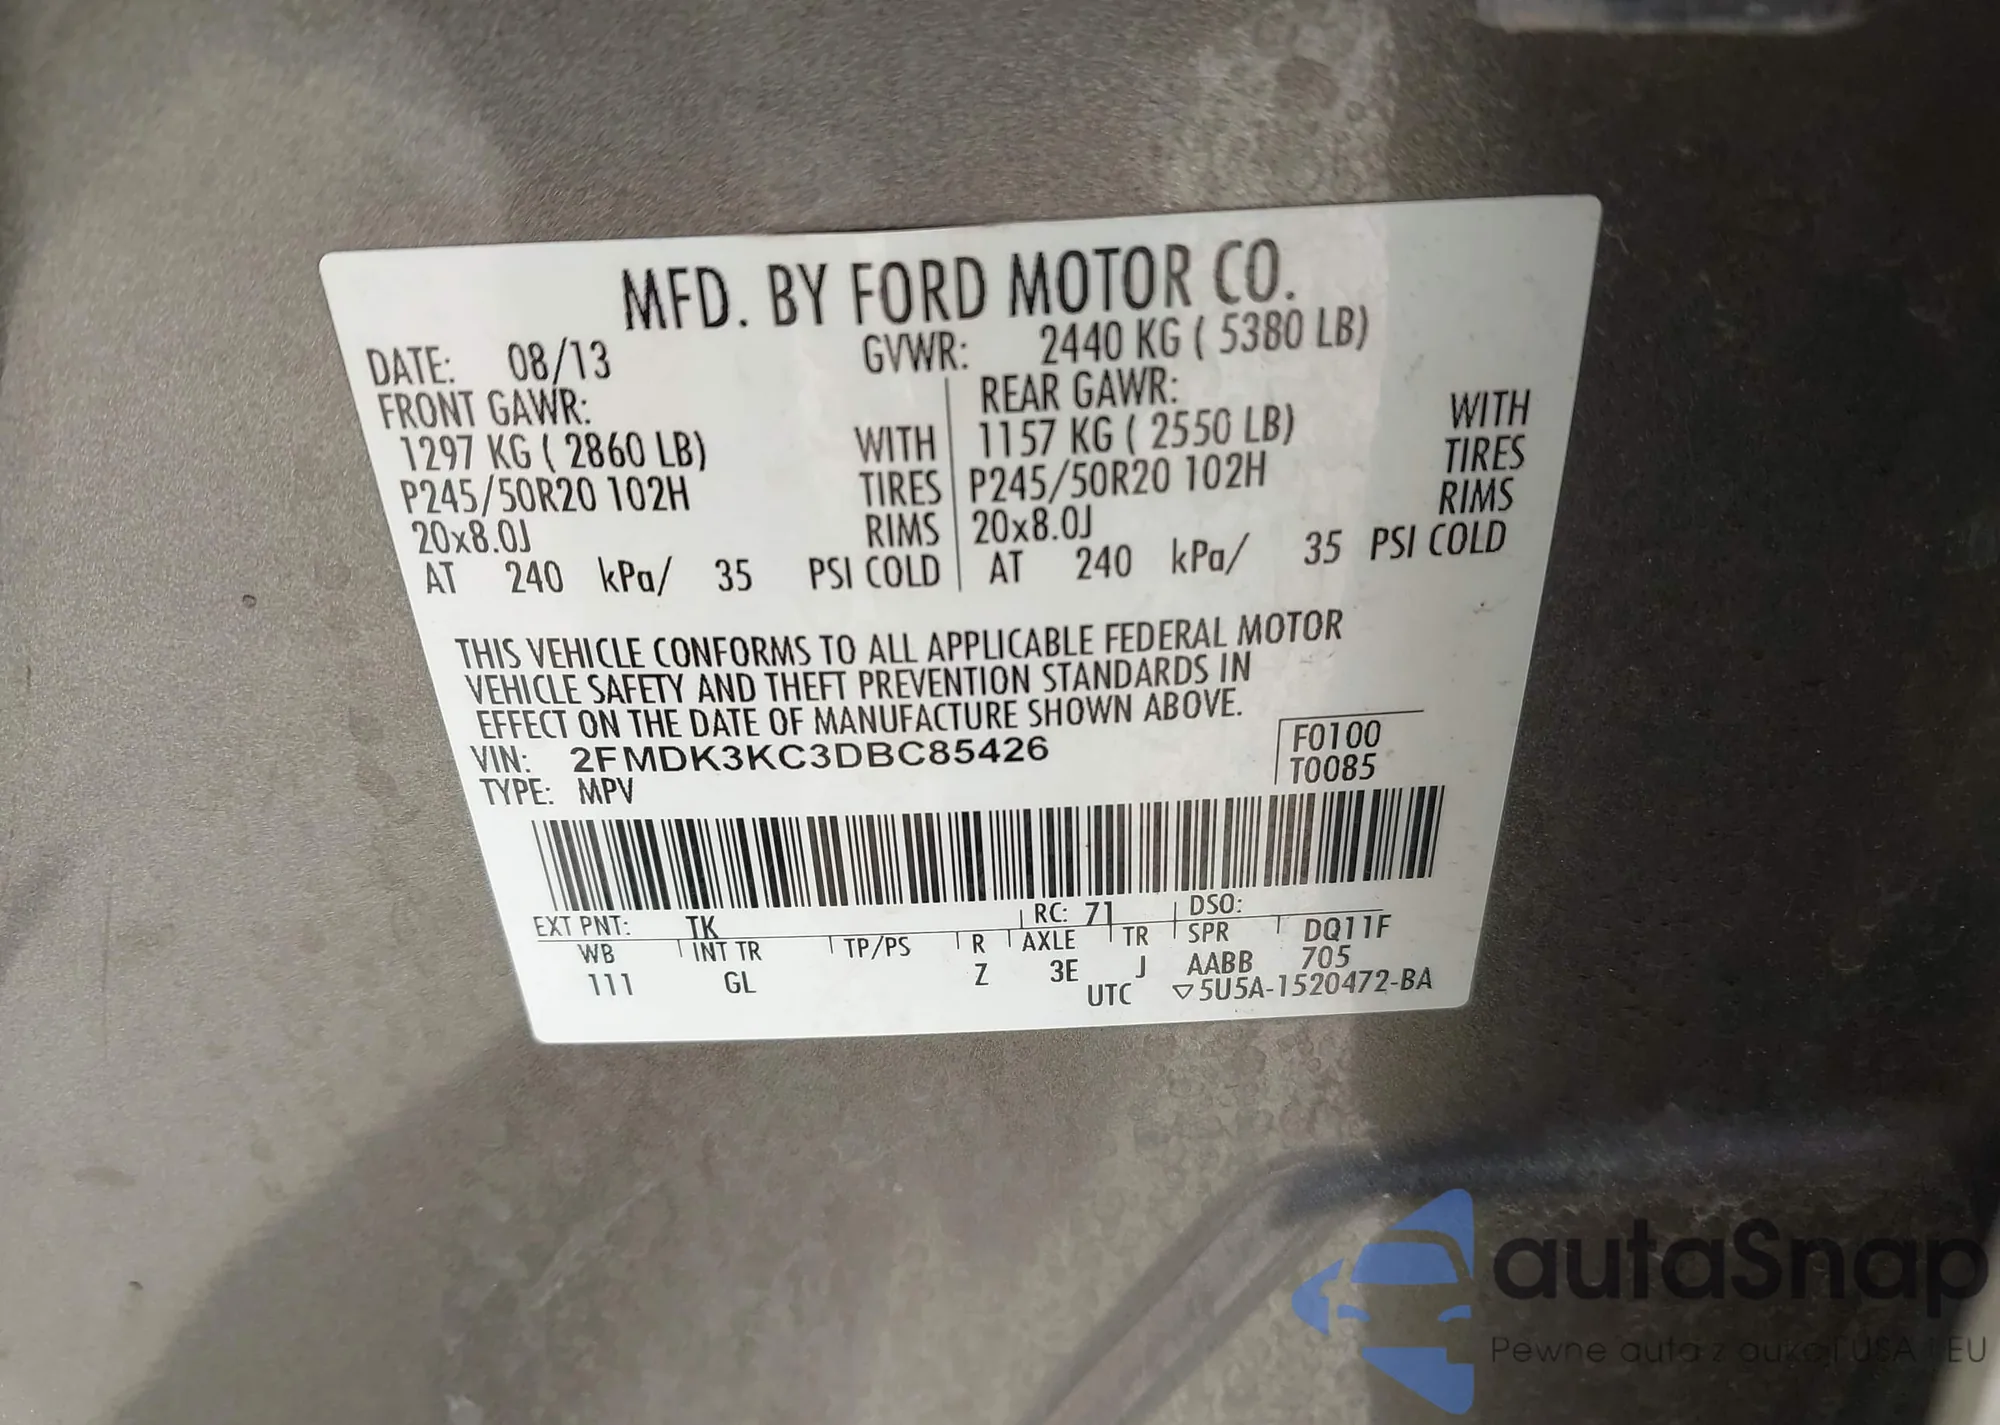 MFD. BY FORD MOTOR CO.
DATE: 08/13 GVWR: 2440 KG ( 5380 LB)
FRONT GAWR: REAR GAWR:
1297 KG ( 2860 LB) WITH 1157 KG ( 2550 LB) WITH
P245/50R20 102H TIRES P245/50R20 102H TIRES
20x8.0J RIMS 20x8.0J RIMS
AT 240 kPa/ 35 PSI COLD AT 240 kPa/ 35 PSI COLD
THIS VEHICLE CONFORMS TO ALL APPLICABLE FEDERAL MOTOR
VEHICLE SAFETY AND THEFT PREVENTION STANDARDS IN
EFFECT ON THE DATE OF MANUFACTURE SHOWN ABOVE.
VIN: 2FMDK3KC3DBC85426 F0100
TYPE: MPV T0085
EXT PNT: TK RC: 71 DSO:
WB INT TR TP/PS R AXLE TR SPR DQ11F
111 GL Z 3E J AABB 705
UTC ▽5U5A-1520472-BA
autaSnap
Pewne auta z aukcji USA i EU